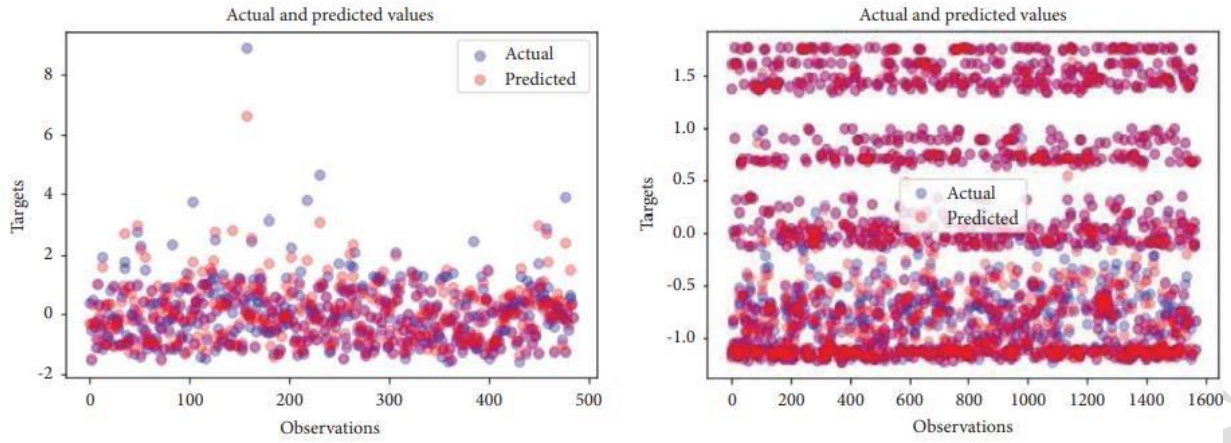 Actual and predicted values
8
6
4
2
0
-2
0
100
200
300
400
500
Targets
Observations
Actual
Predicted
Actual and predicted values
1.5
1.0
0.5
0.0
-0.5
-1.0
0
200
400
600
800
1000
1200
1400
1600
Targets
Observations
Actual
Predicted